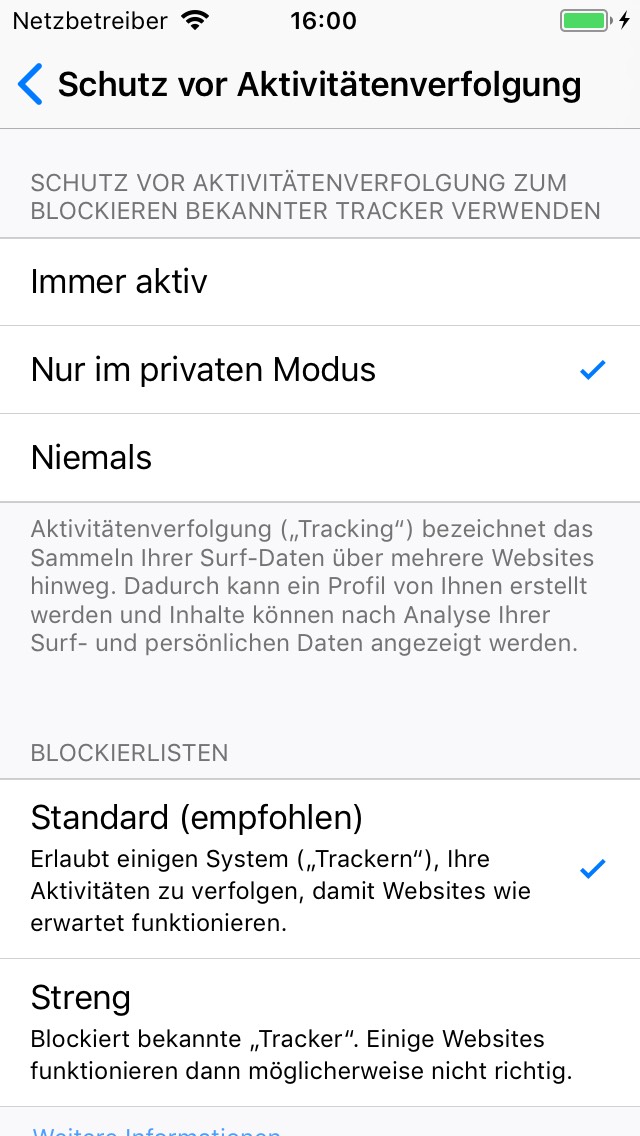 Netzbetreiber 16:00
Schutz vor Aktivitätenverfolgung
SCHUTZ VOR AKTIVITÄTENVERFOLGUNG ZUM
BLOCKIEREN BEKANNTER TRACKER VERWENDEN
Immer aktiv
Nur im privaten Modus
Niemals
Aktivitätenverfolgung („Tracking“) bezeichnet das
Sammeln Ihrer Surf-Daten über mehrere Websites
hinweg. Dadurch kann ein Profil von Ihnen erstellt
werden und Inhalte können nach Analyse Ihrer
Surf- und persönlichen Daten angezeigt werden.
BLOCKIERLISTEN
Standard (empfohlen)
Erlaubt einigen System („Trackern“), Ihre
Aktivitäten zu verfolgen, damit Websites wie
erwartet funktionieren.
Streng
Blockiert bekannte „Tracker“. Einige Websites
funktionieren dann möglicherweise nicht richtig.
Weitere Informationen